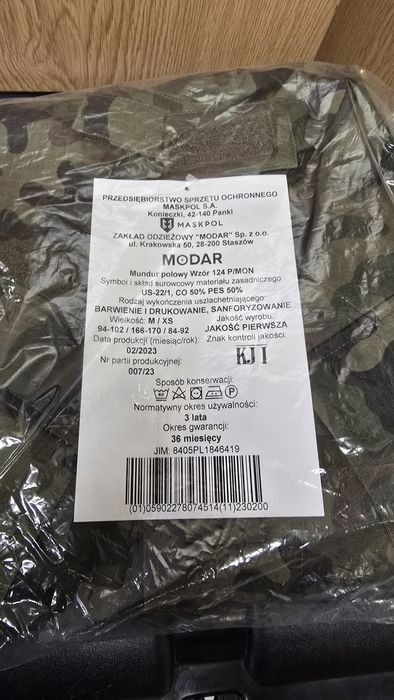 PRZEDSIĘBIORSTWO SPRZĘTU OCHRONNEGO
MASKPOL S.A.
Konieczki, 42-140 Panki
MASKPOL
ZAKŁAD ODZIEŻOWY "MODAR" Sp. z o.o.
ul. Krakowska 50, 28-200 Staszów
MODAR
Mundur polowy Wzór 124 P/MON
Symbol i skład surowcowy materiału zasadniczego
US-22/1, CO 50% PES 50%
Rodzaj wykończenia uszlachetniającego:
BARWIENIE I DRUKOWANIE, SANFORYZOWANIE
Wielkość: M / XS
Jakość wyrobu:
94-102 / 166-170 / 84-92
JAKOŚĆ PIERWSZA
Data produkcji (miesiąc/rok):
Znak kontroli jakości:
02/2023
KJ 1
Nr partii produkcyjnej:
007/23
Sposób konserwacji:
Normatywny okres używalności:
3 lata
Okres gwarancji:
36 miesięcy
JIM: 8405PL1846419
(01)05902278074514(11)230200